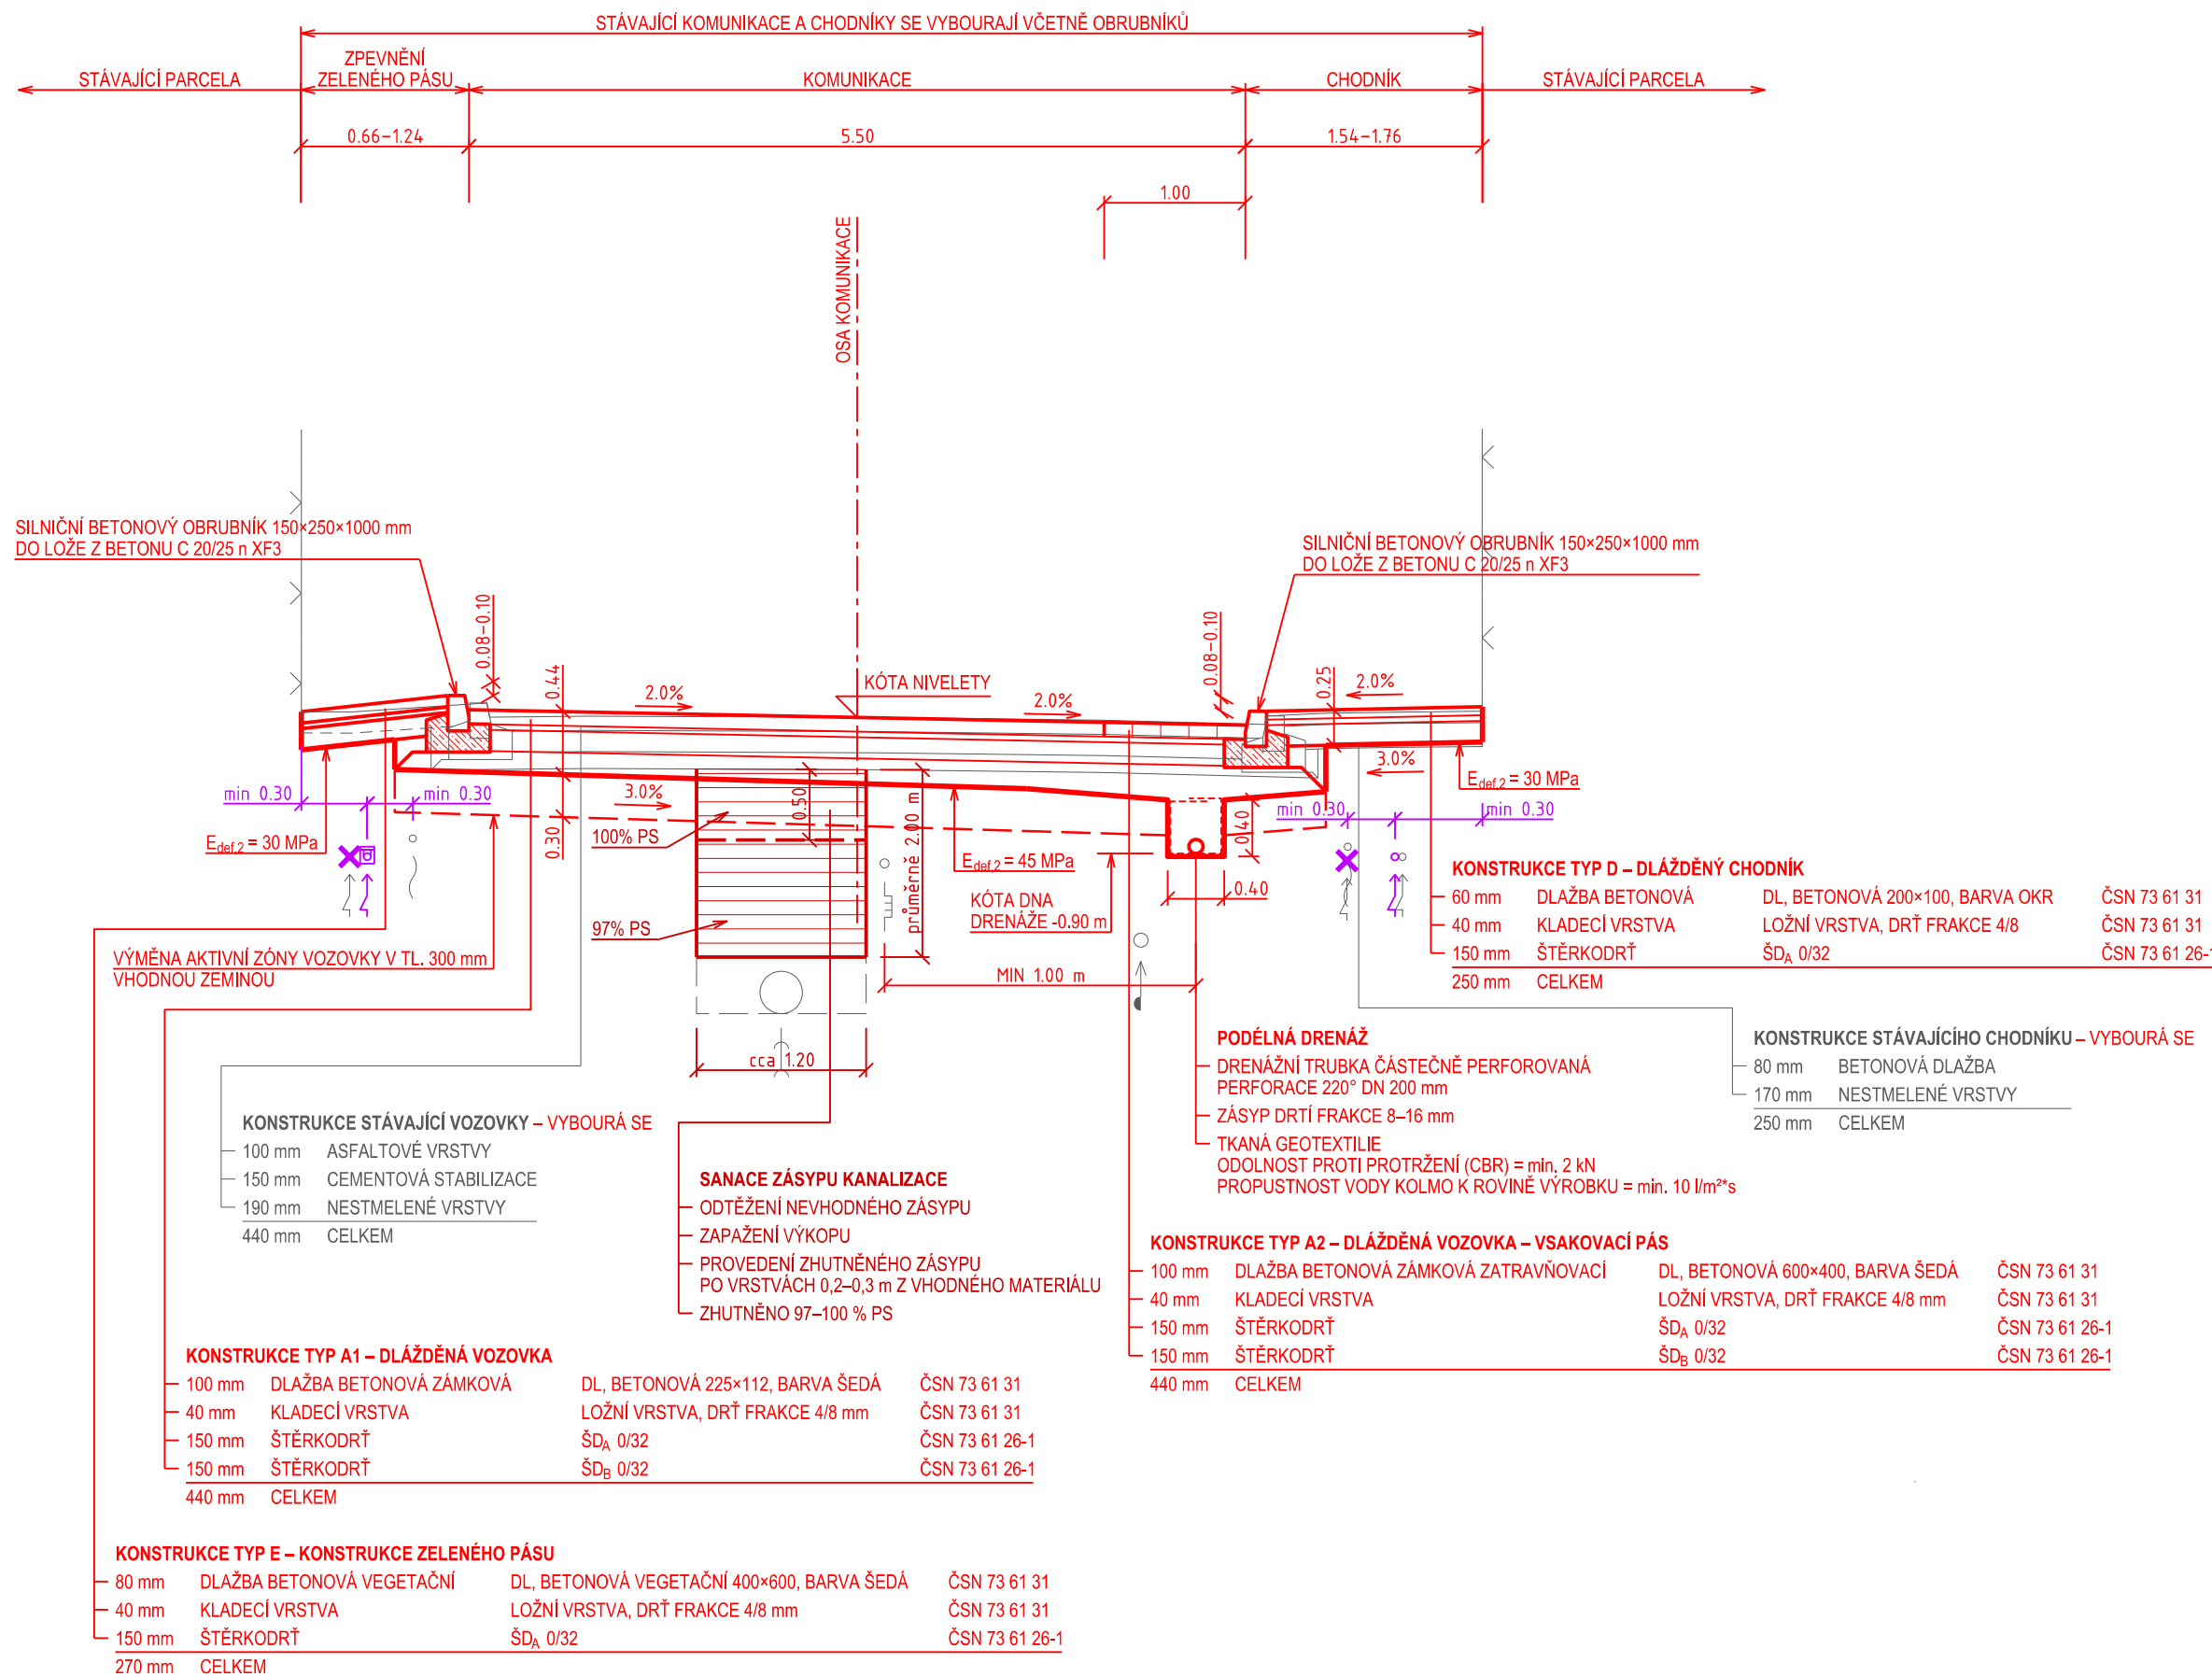 STÁVAJÍCÍ KOMUNIKACE A CHODNÍKY SE VYBOURAJÍ VČETNĚ OBRUBNÍKŮ
STÁVAJÍCÍ PARCELA
ZPEVNĚNÍ
ZELENÉHO PÁSU
KOMUNIKACE
CHODNÍK
STÁVAJÍCÍ PARCELA
0.66–1.24
5.50
1.54–1.76
1.00
OSA KOMUNIKACE
SILNIČNÍ BETONOVÝ OBRUBNÍK 150×250×1000 mm
DO LOŽE Z BETONU C 20/25 n XF3
SILNIČNÍ BETONOVÝ OBRUBNÍK 150×250×1000 mm
DO LOŽE Z BETONU C 20/25 n XF3
0.08–0.10
0.44
2.0%
KÓTA NIVELETY
2.0%
0.08–0.10
0.25
2.0%
min 0.30
min 0.30
3.0%
0.30
0.50
průměrně 2.00 m
100% PS
97% PS
Edef,2 = 30 MPa
Edef,2 = 45 MPa
0.40
0.40
KÓTA DNA
DRENÁŽE -0.90 m
3.0%
Edef,2 = 30 MPa
min 0.30
min 0.30
MIN 1.00 m
cca 1.20
VÝMĚNA AKTIVNÍ ZÓNY VOZOVKY V TL. 300 mm
VHODNOU ZEMINOU
KONSTRUKCE TYP D – DLÁŽDĚNÝ CHODNÍK
60 mm DLAŽBA BETONOVÁ DL, BETONOVÁ 200×100, BARVA OKR ČSN 73 61 31
40 mm KLADECÍ VRSTVA LOŽNÍ VRSTVA, DRŤ FRAKCE 4/8 ČSN 73 61 31
150 mm ŠTĚRKODRŤ ŠDA 0/32 ČSN 73 61 26-1
250 mm CELKEM
PODÉLNÁ DRENÁŽ
DRENÁŽNÍ TRUBKA ČÁSTEČNĚ PERFOROVANÁ
PERFORACE 220° DN 200 mm
ZÁSYP DRTÍ FRAKCE 8–16 mm
TKANÁ GEOTEXTILIE
ODOLNOST PROTI PROTRŽENÍ (CBR) = min. 2 kN
PROPUSTNOST VODY KOLMO K ROVINĚ VÝROBKU = min. 10 l/m²*s
KONSTRUKCE STÁVAJÍCÍHO CHODNÍKU – VYBOURÁ SE
80 mm BETONOVÁ DLAŽBA
170 mm NESTMELENÉ VRSTVY
250 mm CELKEM
KONSTRUKCE STÁVAJÍCÍ VOZOVKY – VYBOURÁ SE
100 mm ASFALTOVÉ VRSTVY
150 mm CEMENTOVÁ STABILIZACE
190 mm NESTMELENÉ VRSTVY
440 mm CELKEM
SANACE ZÁSYPU KANALIZACE
ODTĚŽENÍ NEVHODNÉHO ZÁSYPU
ZAPAŽENÍ VÝKOPU
PROVEDENÍ ZHUTNĚNÉHO ZÁSYPU
PO VRSTVÁCH 0,2–0,3 m Z VHODNÉHO MATERIÁLU
ZHUTNĚNO 97–100 % PS
KONSTRUKCE TYP A2 – DLÁŽDĚNÁ VOZOVKA – VSAKOVACÍ PÁS
100 mm DLAŽBA BETONOVÁ ZÁMKOVÁ ZATRAVŇOVACÍ DL, BETONOVÁ 600×400, BARVA ŠEDÁ ČSN 73 61 31
40 mm KLADECÍ VRSTVA LOŽNÍ VRSTVA, DRŤ FRAKCE 4/8 mm ČSN 73 61 31
150 mm ŠTĚRKODRŤ ŠDA 0/32 ČSN 73 61 26-1
150 mm ŠTĚRKODRŤ ŠDB 0/32 ČSN 73 61 26-1
440 mm CELKEM
KONSTRUKCE TYP A1 – DLÁŽDĚNÁ VOZOVKA
100 mm DLAŽBA BETONOVÁ ZÁMKOVÁ DL, BETONOVÁ 225×112, BARVA ŠEDÁ ČSN 73 61 31
40 mm KLADECÍ VRSTVA LOŽNÍ VRSTVA, DRŤ FRAKCE 4/8 mm ČSN 73 61 31
150 mm ŠTĚRKODRŤ ŠDA 0/32 ČSN 73 61 26-1
150 mm ŠTĚRKODRŤ ŠDB 0/32 ČSN 73 61 26-1
440 mm CELKEM
KONSTRUKCE TYP E – KONSTRUKCE ZELENÉHO PÁSU
80 mm DLAŽBA BETONOVÁ VEGETAČNÍ DL, BETONOVÁ VEGETAČNÍ 400×600, BARVA ŠEDÁ ČSN 73 61 31
40 mm KLADECÍ VRSTVA LOŽNÍ VRSTVA, DRŤ FRAKCE 4/8 mm ČSN 73 61 31
150 mm ŠTĚRKODRŤ ŠDA 0/32 ČSN 73 61 26-1
270 mm CELKEM